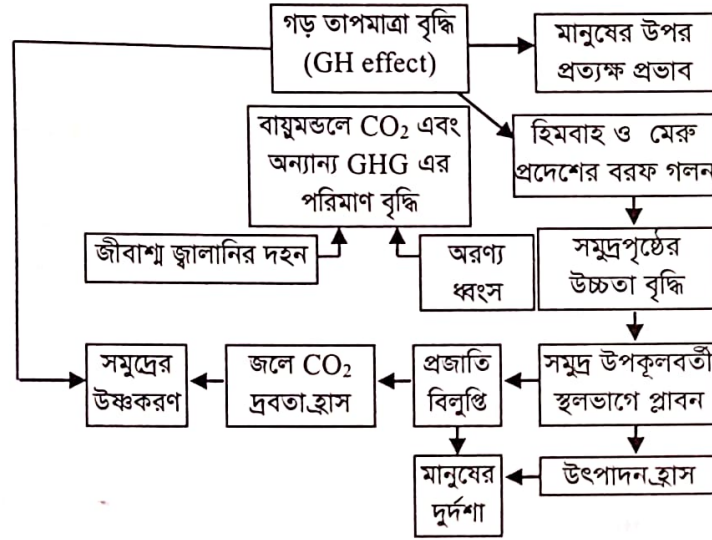 গড় তাপমাত্রা বৃদ্ধি
(GH effect)
মানুষের উপর
প্রত্যক্ষ প্রভাব
বায়ুমন্ডলে CO₂ এবং
অন্যান্য GHG এর
পরিমাণ বৃদ্ধি
হিমবাহ ও মেরু
প্রদেশের বরফ গলন
জীবাশ্ম জ্বালানির দহন
অরণ্য
ধ্বংস
সমুদ্রপৃষ্ঠের
উচ্চতা বৃদ্ধি
সমুদ্রের
উষ্ণকরণ
জলে CO₂
দ্রবতা হ্রাস
প্রজাতি
বিলুপ্তি
সমুদ্র উপকূলবর্তী
স্থলভাগে প্লাবন
মানুষের
দুর্দশা
উৎপাদন হ্রাস